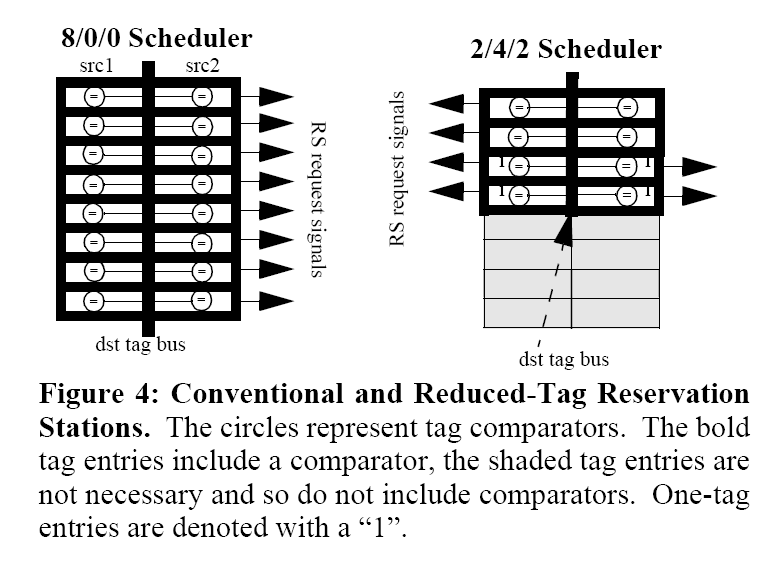 8/0/0 Scheduler
src1 src2
= =
= =
= =
= =
= =
= =
= =
= =
RS request signals
dst tag bus
2/4/2 Scheduler
RS request signals
= =
= =
1 = = 1
1 = = 1
dst tag bus
Figure 4: Conventional and Reduced-Tag Reservation
Stations. The circles represent tag comparators. The bold
tag entries include a comparator, the shaded tag entries are
not necessary and so do not include comparators. One-tag
entries are denoted with a “1”.